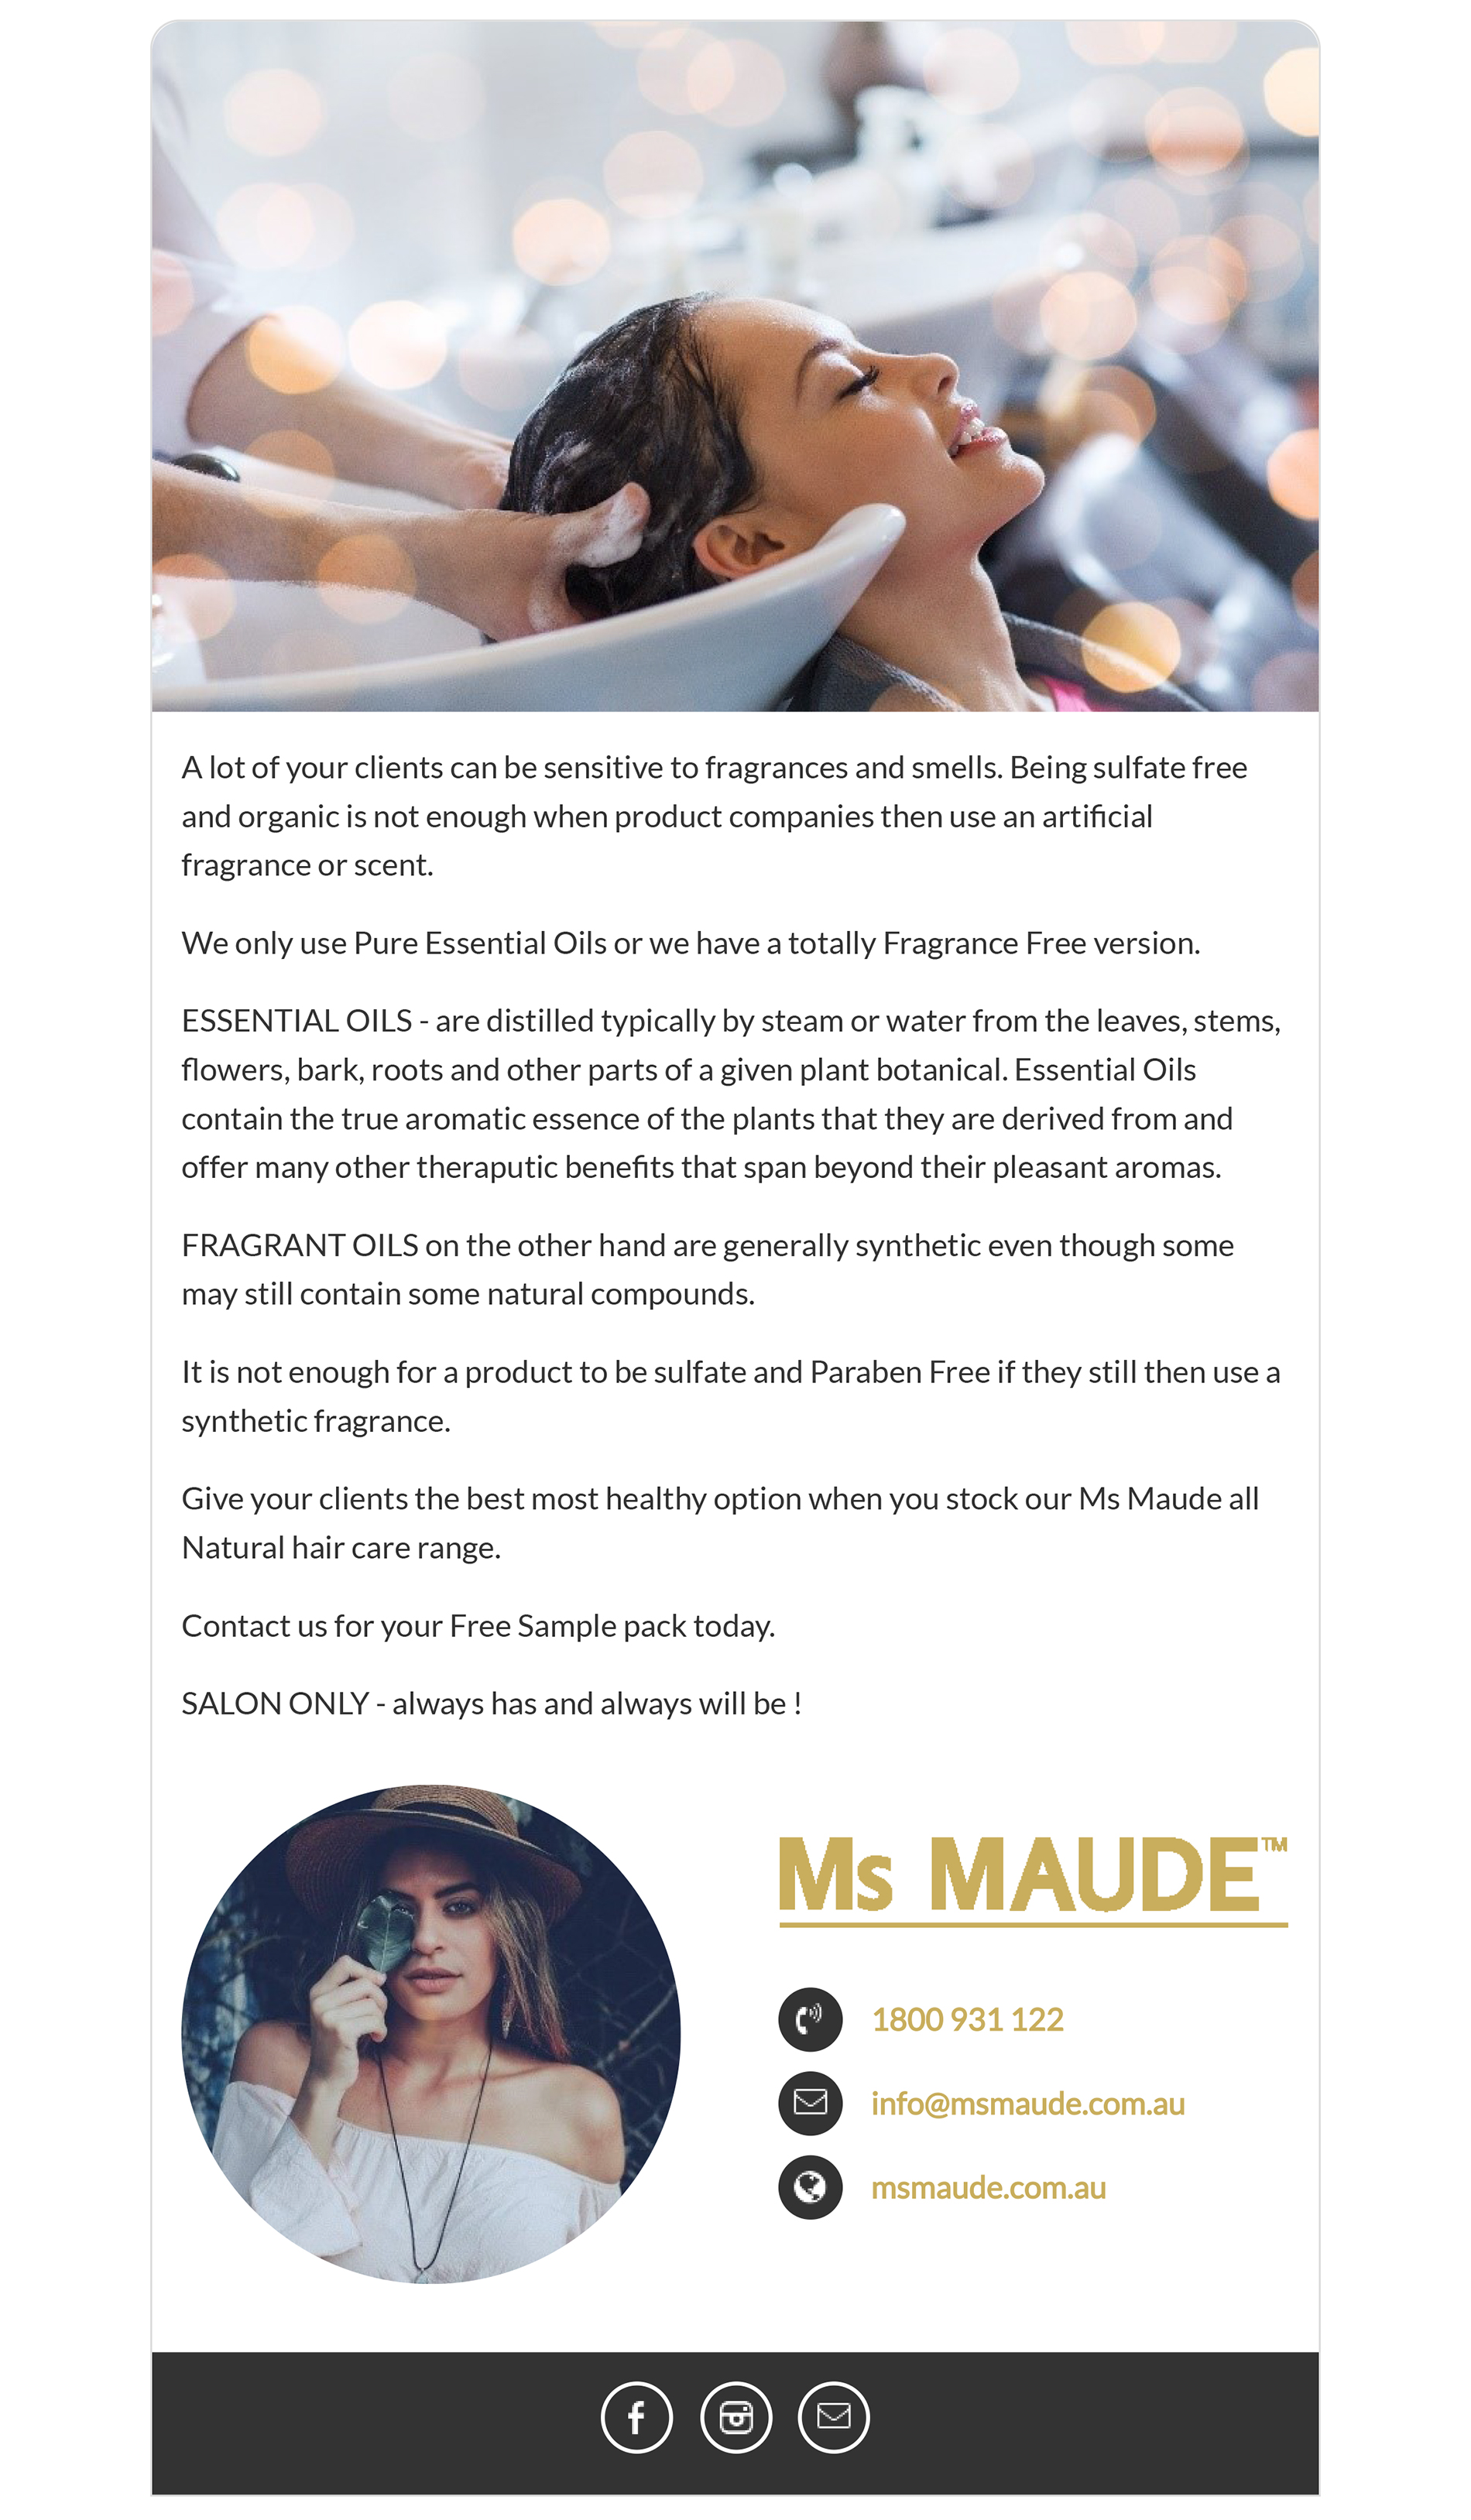 A lot of your clients can be sensitive to fragrances and smells. Being sulfate free
and organic is not enough when product companies then use an artificial
fragrance or scent.
We only use Pure Essential Oils or we have a totally Fragrance Free version.
ESSENTIAL OILS - are distilled typically by steam or water from the leaves, stems,
flowers, bark, roots and other parts of a given plant botanical. Essential Oils
contain the true aromatic essence of the plants that they are derived from and
offer many other theraputic benefits that span beyond their pleasant aromas.
FRAGRANT OILS on the other hand are generally synthetic even though some
may still contain some natural compounds.
It is not enough for a product to be sulfate and Paraben Free if they still then use a
synthetic fragrance.
Give your clients the best most healthy option when you stock our Ms Maude all
Natural hair care range.
Contact us for your Free Sample pack today.
SALON ONLY - always has and always will be !
Ms MAUDE™
1800 931 122
info@msmaude.com.au
msmaude.com.au